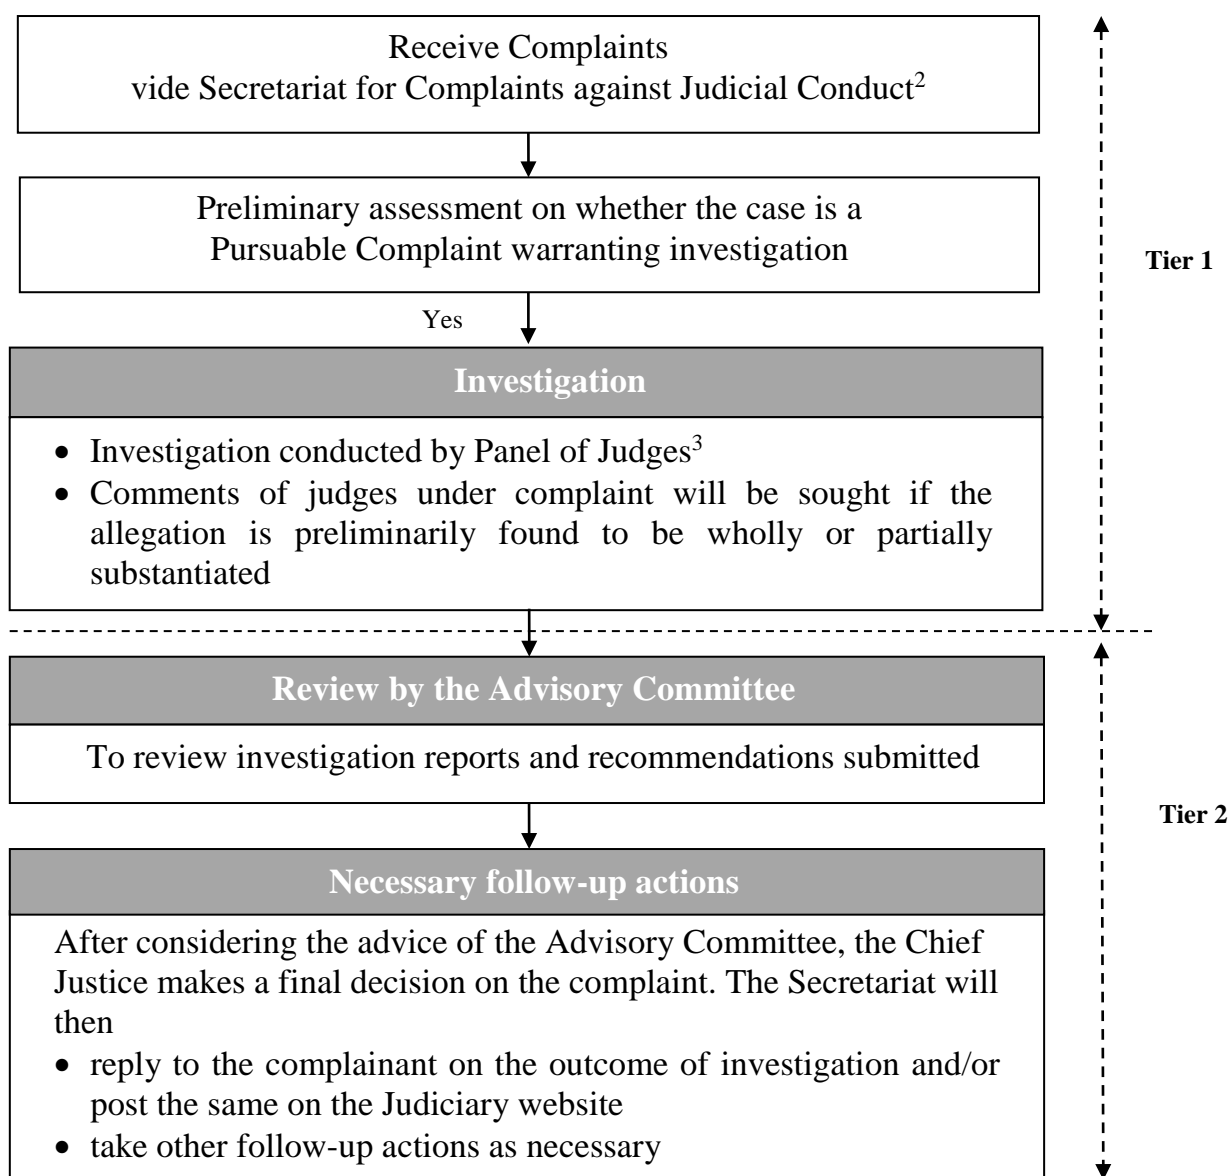 Receive Complaints
vide Secretariat for Complaints against Judicial Conduct²
Preliminary assessment on whether the case is a
Pursuable Complaint warranting investigation
Tier 1
Yes
Investigation
• Investigation conducted by Panel of Judges³
• Comments of judges under complaint will be sought if the
allegation is preliminarily found to be wholly or partially
substantiated
Review by the Advisory Committee
To review investigation reports and recommendations submitted
Tier 2
Necessary follow-up actions
After considering the advice of the Advisory Committee, the Chief
Justice makes a final decision on the complaint. The Secretariat will
then
• reply to the complainant on the outcome of investigation and/or
post the same on the Judiciary website
• take other follow-up actions as necessary